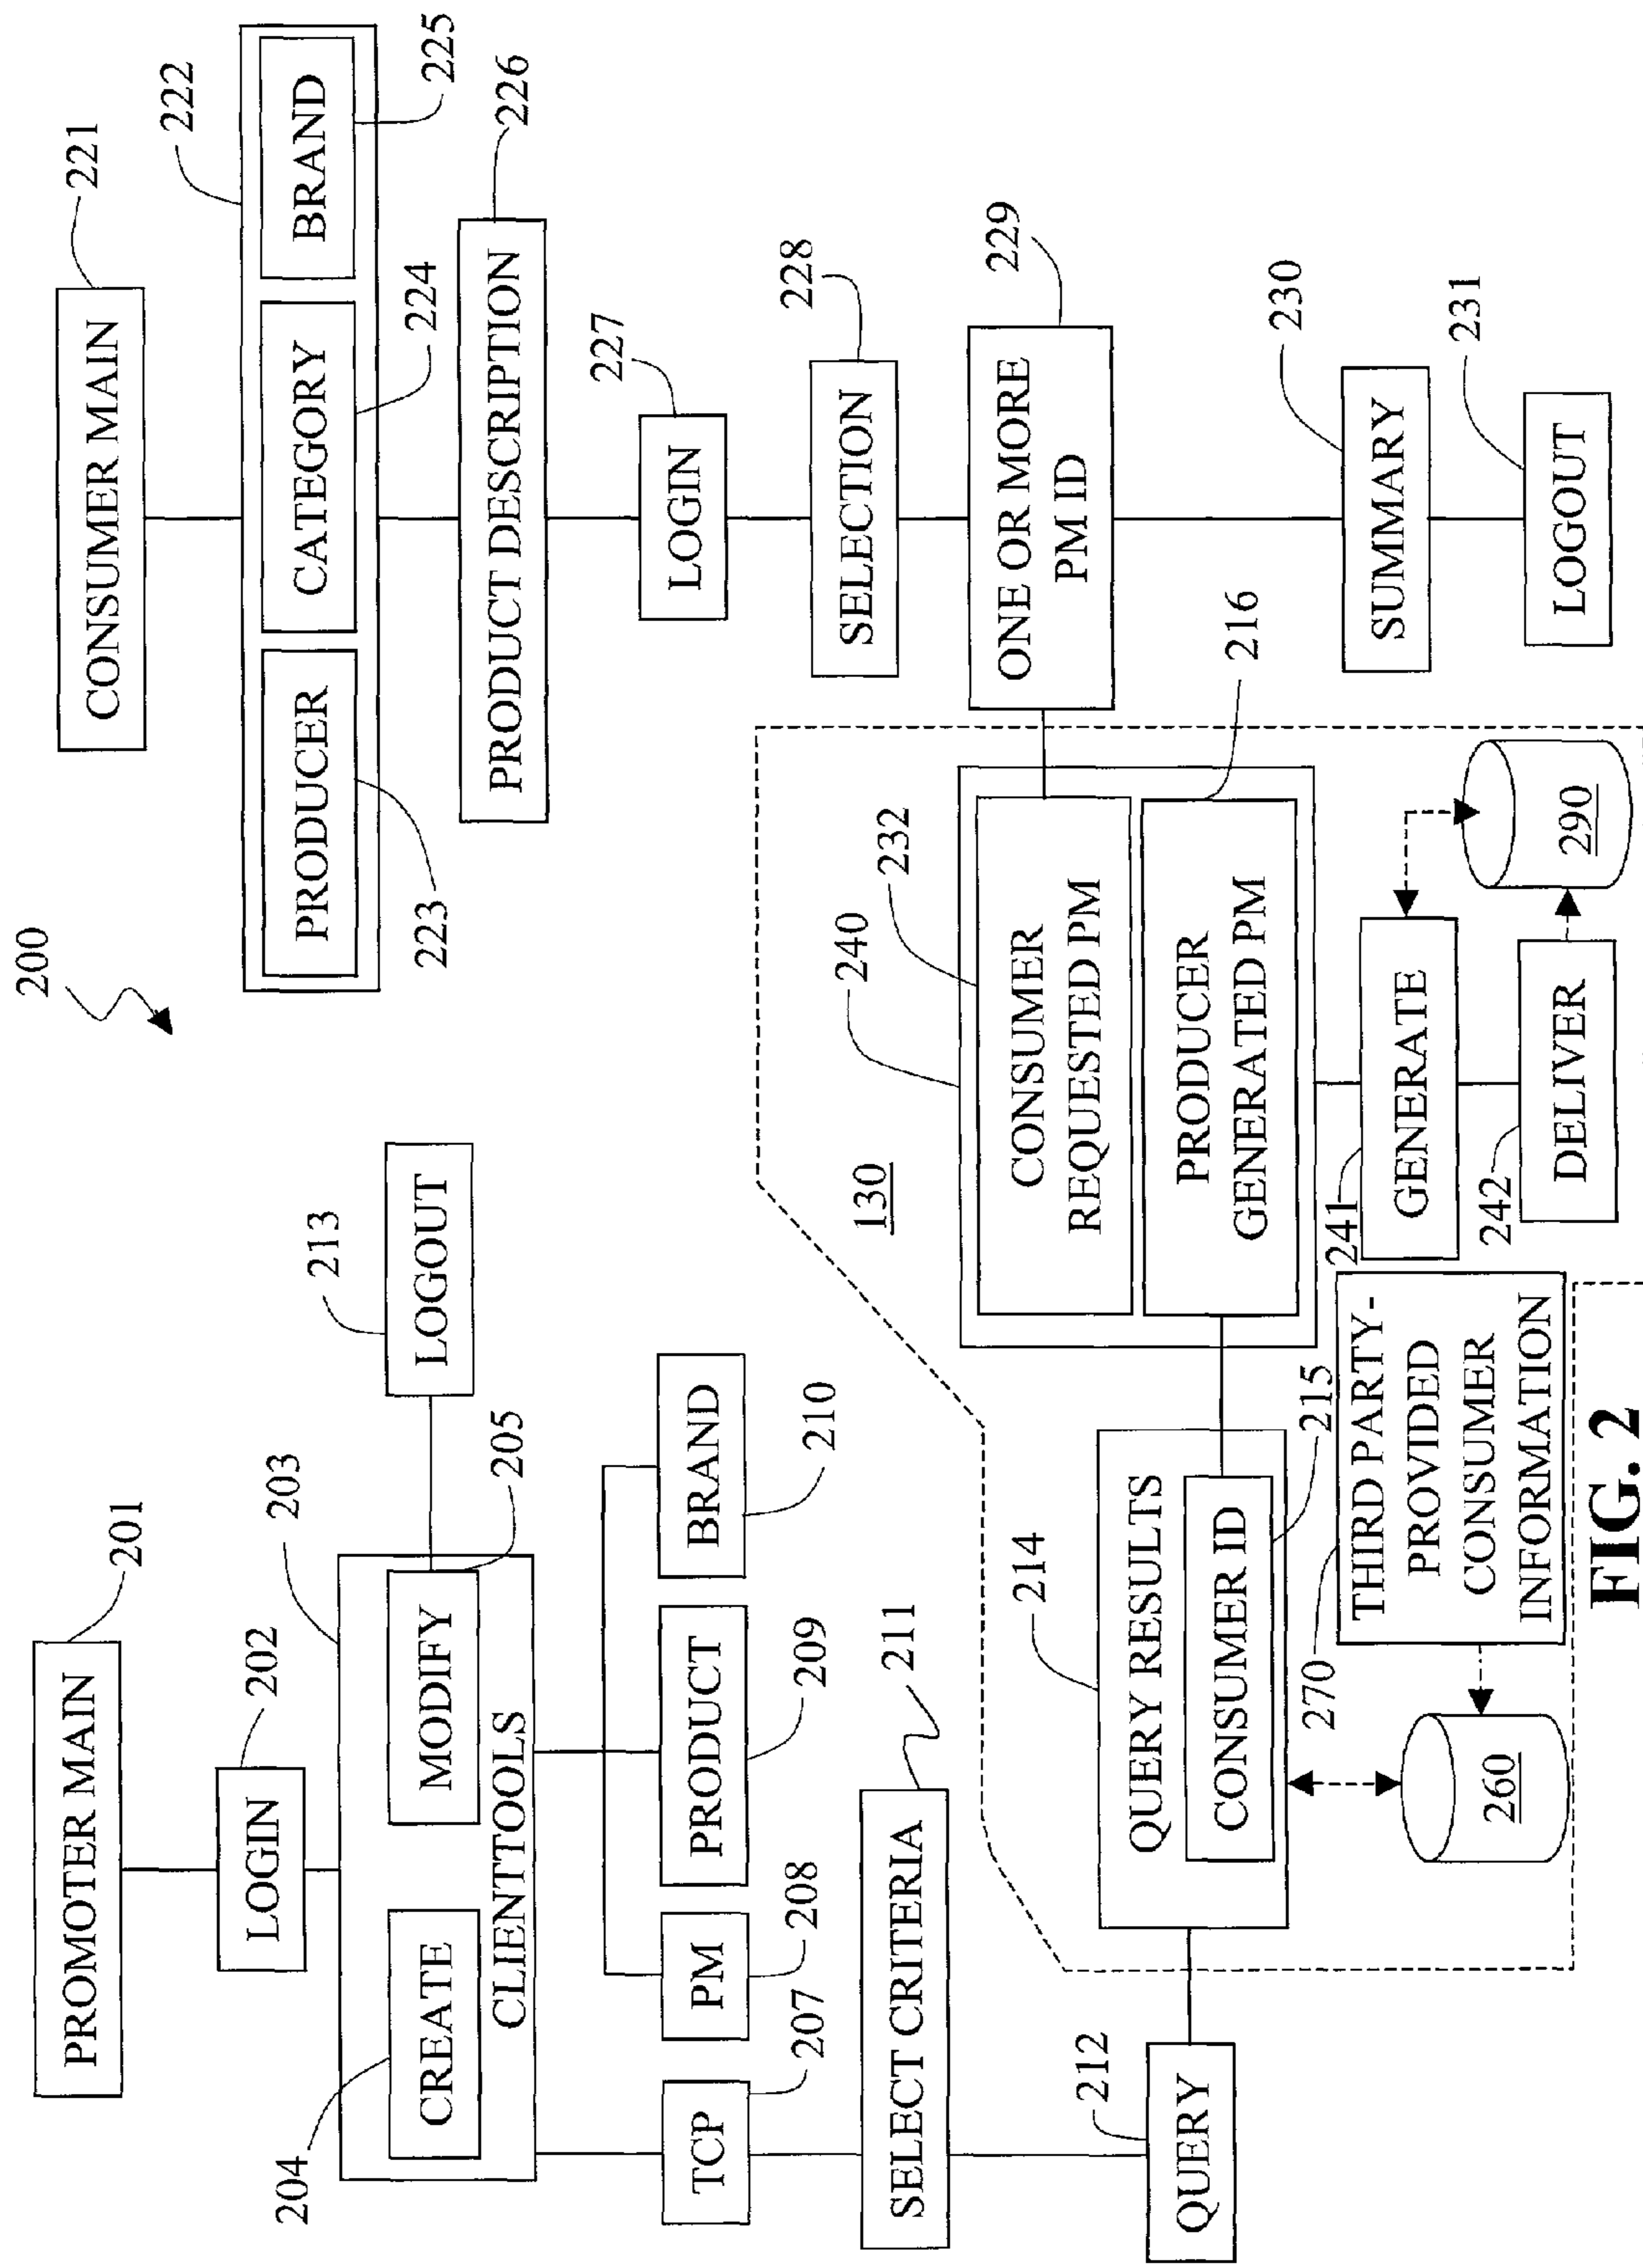 200
PROMOTER MAIN
201
LOGIN
202
203
204
CREATE
MODIFY
205
CLIENTTOOLS
LOGOUT
213
TCP
207
PM
208
PRODUCT
209
BRAND
210
SELECT CRITERIA
211
QUERY
212
CONSUMER MAIN
221
222
PRODUCER
223
CATEGORY
224
BRAND
225
PRODUCT DESCRIPTION
226
LOGIN
227
SELECTION
228
ONE OR MORE
PM ID
229
SUMMARY
230
LOGOUT
231
130
214
QUERY RESULTS
CONSUMER ID
215
240
232
CONSUMER
REQUESTED PM
PRODUCER
GENERATED PM
216
241
GENERATE
242
DELIVER
290
260
270
THIRD PARTY-
PROVIDED
CONSUMER
INFORMATION
FIG. 2